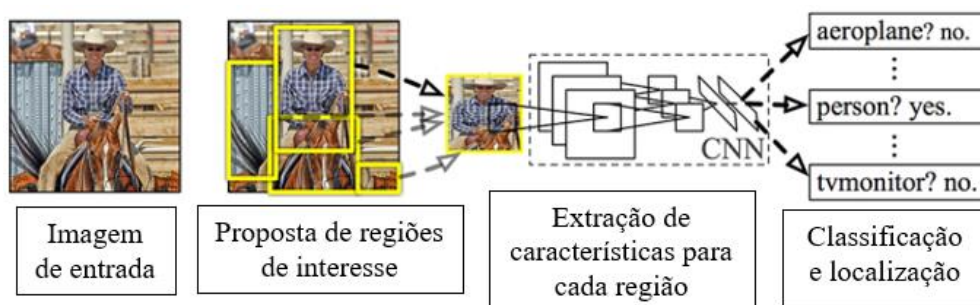 aeroplane? no.
person? yes.
tvmonitor? no.
CNN
Imagem
de entrada
Proposta de regiões
de interesse
Extração de
características para
cada região
Classificação
e localização